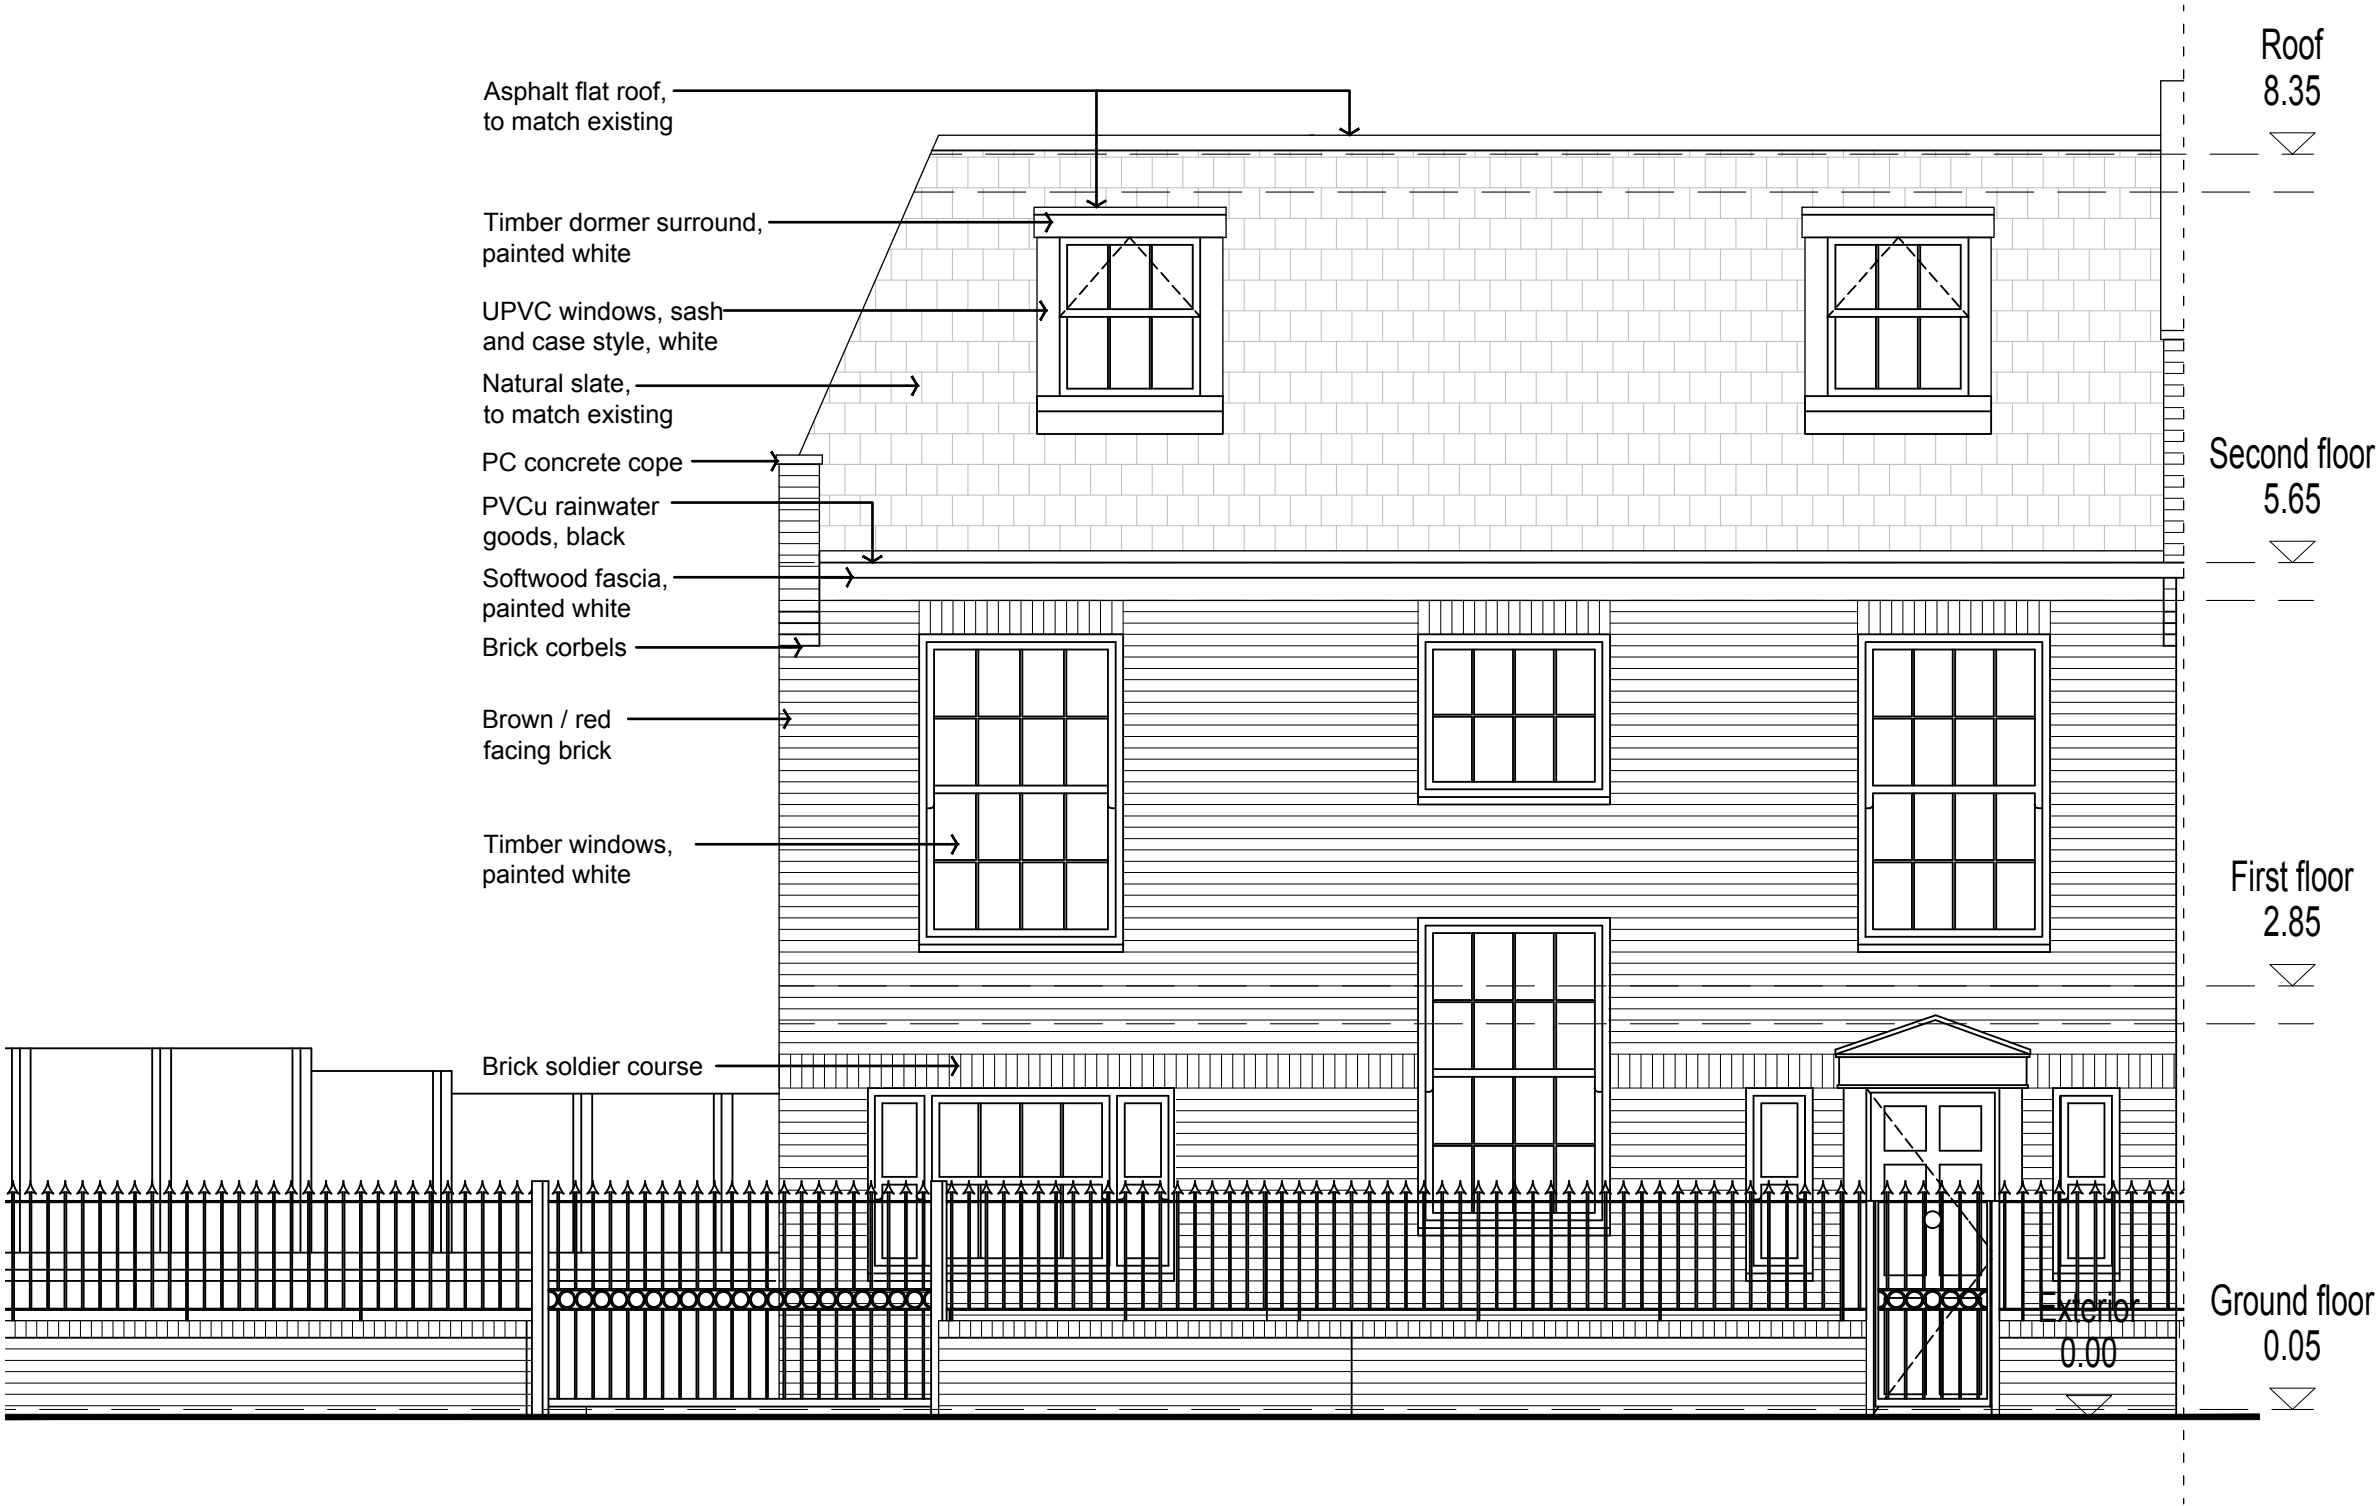 Roof
8.35
Asphalt flat roof,
to match existing
Timber dormer surround,
painted white
UPVC windows, sash
and case style, white
Natural slate,
to match existing
PC concrete cope
PVCu rainwater
goods, black
Softwood fascia,
painted white
Brick corbels
Brown / red
facing brick
Timber windows,
painted white
Brick soldier course
Second floor
5.65
First floor
2.85
Exterior
0.00
Ground floor
0.05